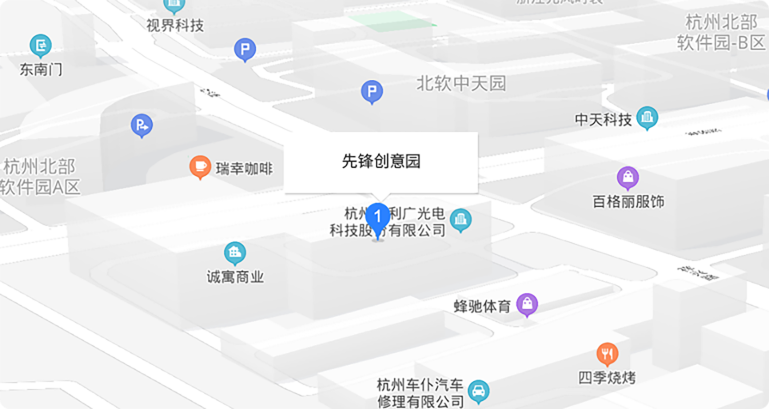 视界科技
杭州北部
软件园-B区
东南门
P
P
北软中天园
中天科技
P
杭州北部
软件园A区
瑞幸咖啡
先锋创意园
百格丽服饰
1
利广光电
科技股份有限公司
诚寓商业
蜂驰体育
四季烧烤
杭州车仆汽车
修理有限公司